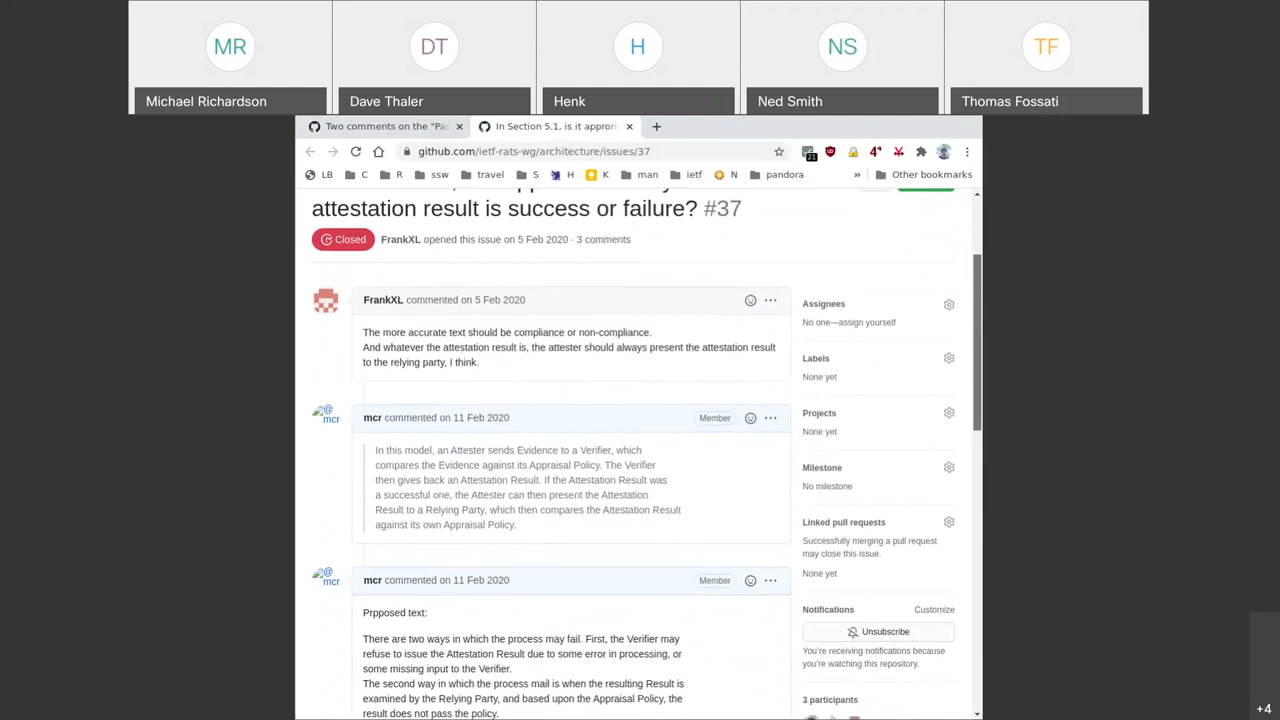 MR
DT
H
NS
TF
Michael Richardson
Dave Thaler
Henk
Ned Smith
Thomas Fossati
Two comments on the "Pa
In Section 5.1, is it appro
github.com/ietf-rats-wg/architecture/issues/37
21
LB
C
R
ssw
travel
S
H
K
man
ietf
N
pandora
»
Other bookmarks
attestation result is success or failure? #37
Closed
FrankXL opened this issue on 5 Feb 2020 · 3 comments
FrankXL commented on 5 Feb 2020
The more accurate text should be compliance or non-compliance.
And whatever the attestation result is, the attester should always present the attestation result
to the relying party, I think.
@
mcr
mcr commented on 11 Feb 2020
Member
In this model, an Attester sends Evidence to a Verifier, which
compares the Evidence against its Appraisal Policy. The Verifier
then gives back an Attestation Result. If the Attestation Result was
a successful one, the Attester can then present the Attestation
Result to a Relying Party, which then compares the Attestation Result
against its own Appraisal Policy.
@
mcr
mcr commented on 11 Feb 2020
Member
Prpposed text:
There are two ways in which the process may fail. First, the Verifier may
refuse to issue the Attestation Result due to some error in processing, or
some missing input to the Verifier.
The second way in which the process mail is when the resulting Result is
examined by the Relying Party, and based upon the Appraisal Policy, the
result does not pass the policy.
Assignees
No one—assign yourself
Labels
None yet
Projects
None yet
Milestone
No milestone
Linked pull requests
Successfully merging a pull request
may close this issue.
None yet
Notifications
Customize
Unsubscribe
You're receiving notifications because
you're watching this repository.
3 participants
+4